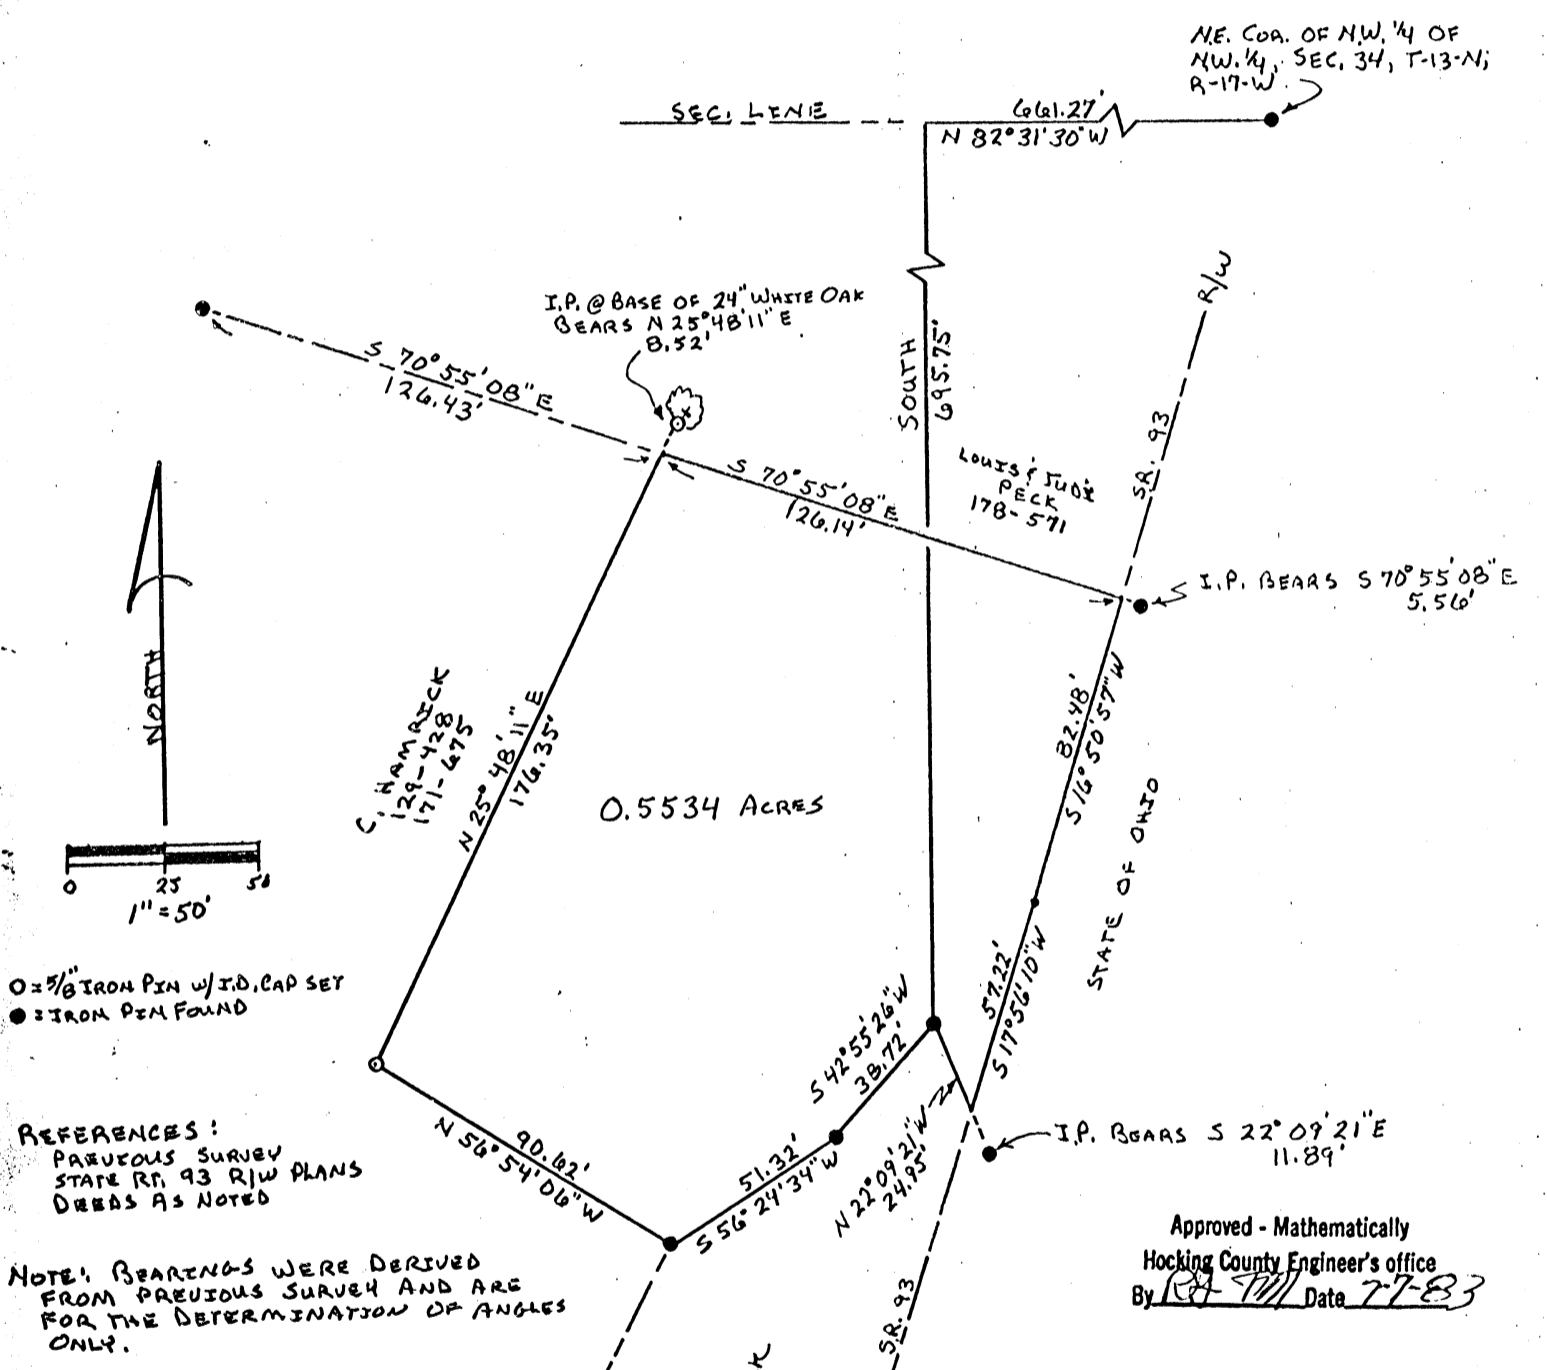 N.E. COR. OF N.W. ¼ OF
N.W. ¼, SEC. 34, T-13-N;
R-17-W
SEC. LINE
661.27'
N 82°31'30" W
R/W
I.P. @ BASE OF 24" WHITE OAK
BEARS N 25°48'11" E
8.52'
S 70°55'08" E
126.43'
SOUTH
695.75'
S 70°55'08" E
126.14'
LOUIS & JUDI
PECK
178-571
S.R. 93
I.P. BEARS S 70°55'08" E
5.56'
NORTH
C. HAMRICK
129-428
171-675
N 25°48'11" E
176.35'
0.5534 ACRES
82.48'
S 16°50'57" W
STATE OF OHIO
0 25 50
1"=50'
O = 5/8" IRON PIN W/ I.D. CAP SET
● = IRON PIN FOUND
57.22'
S 17°56'10" W
S 42°55'26" W
38.72'
REFERENCES:
PREVIOUS SURVEY
STATE RT. 93 R/W PLANS
DEEDS AS NOTED
90.62'
N 56°54'06" W
51.32'
S 56°24'34" W
N 22°09'21" W
24.95'
I.P. BEARS S 22°09'21" E
11.89'
NOTE: BEARINGS WERE DERIVED
FROM PREVIOUS SURVEY AND ARE
FOR THE DETERMINATION OF ANGLES
ONLY.
S.R. 93
K
Approved - Mathematically
Hocking County Engineer's office
By Date 7-7-83